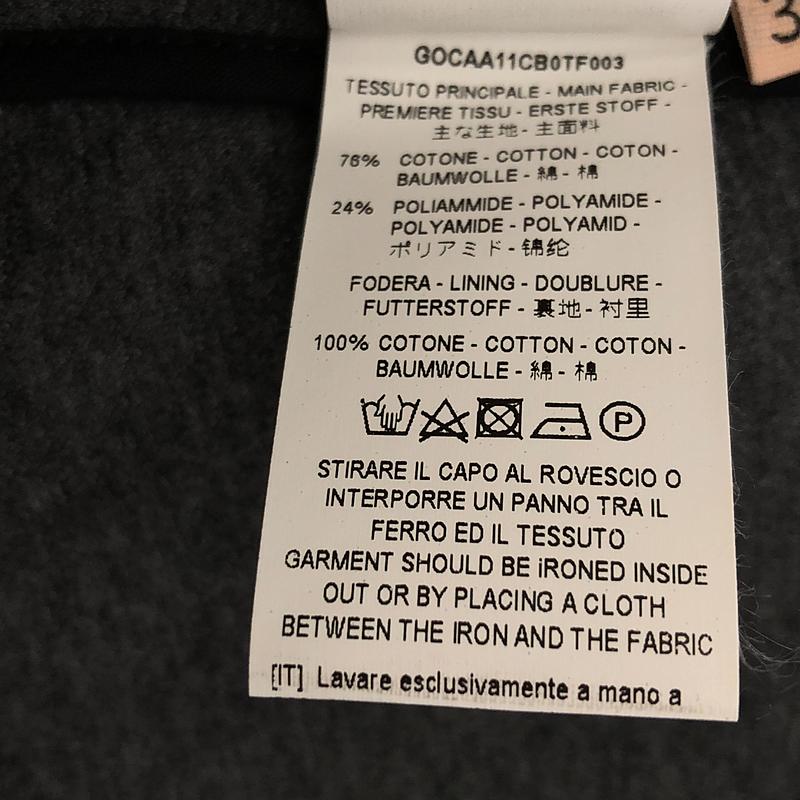 GOCAA11CB0TF003
TESSUTO PRINCIPALE - MAIN FABRIC -
PREMIERE TISSU - ERSTE STOFF -
主な生地 - 主面料
76% COTONE - COTTON - COTON -
BAUMWOLLE - 綿 - 棉
24% POLIAMMIDE - POLYAMIDE -
POLYAMIDE - POLYAMID -
ポリアミド - 锦纶
FODERA - LINING - DOUBLURE -
FUTTERSTOFF - 裏地 - 衬里
100% COTONE - COTTON - COTON -
BAUMWOLLE - 綿 - 棉
P
STIRARE IL CAPO AL ROVESCIO O
INTERPORRE UN PANNO TRA IL
FERRO ED IL TESSUTO
GARMENT SHOULD BE iRONED INSIDE
OUT OR BY PLACING A CLOTH
BETWEEN THE IRON AND THE FABRIC
[IT] Lavare esclusivamente a mano a
3